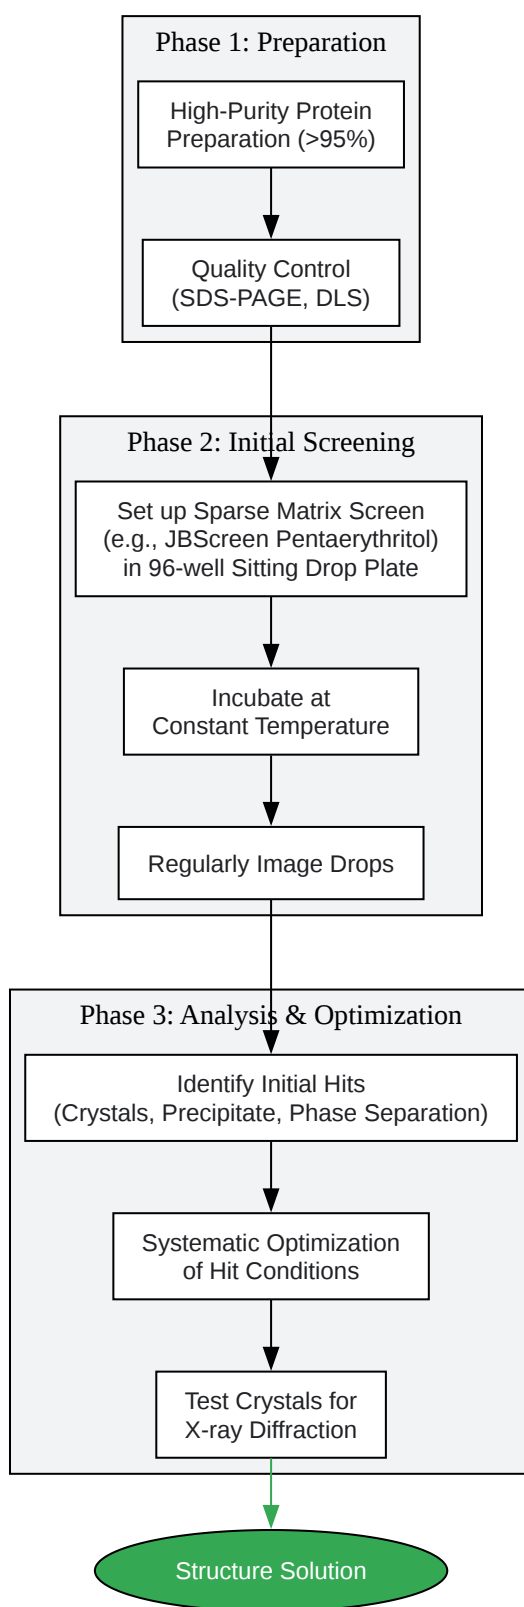 Phase 1: Preparation
High-Purity Protein
Preparation (>95%)
Quality Control
(SDS-PAGE, DLS)
Phase 2: Initial Screening
Set up Sparse Matrix Screen
(e.g., JBScreen Pentaerythritol)
in 96-well Sitting Drop Plate
Incubate at
Constant Temperature
Regularly Image Drops
Phase 3: Analysis & Optimization
Identify Initial Hits
(Crystals, Precipitate, Phase Separation)
Systematic Optimization
of Hit Conditions
Test Crystals for
X-ray Diffraction
Structure Solution